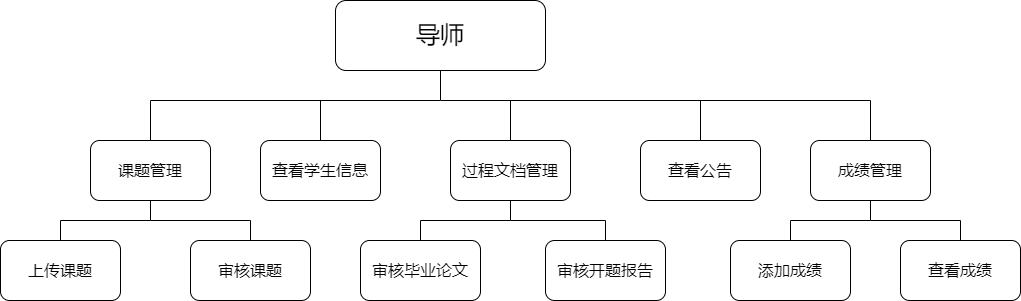 导师
课题管理
查看学生信息
过程文档管理
查看公告
成绩管理
上传课题
审核课题
审核毕业论文
审核开题报告
添加成绩
查看成绩